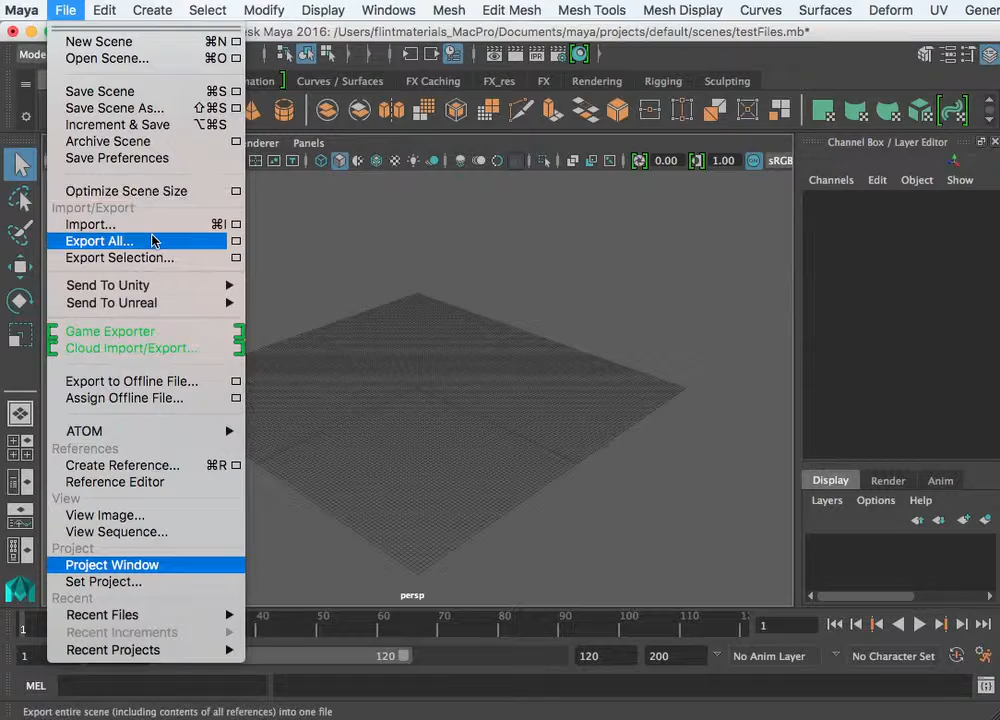 Maya File Edit Create Select Modify Display Windows Mesh Edit Mesh Mesh Tools Mesh Display Curves Surfaces Deform UV Gener
esk Maya 2016: /Users/flintmaterials_MacPro/Documents/maya/projects/default/scenes/testFiles.mb*
Mode
mation Curves / Surfaces FX Caching FX_res FX Rendering Rigging Sculpting
enderer Panels
0.00 1.00 sRGB
Channel Box / Layer Editor
Channels Edit Object Show
New Scene ⌘N
Open Scene... ⌘O
Save Scene ⌘S
Save Scene As... ⇧⌘S
Increment & Save ⌥⌘S
Archive Scene
Save Preferences
Optimize Scene Size
Import/Export
Import... ⌘I
Export All...
Export Selection...
Send To Unity
Send To Unreal
Game Exporter
Cloud Import/Export...
Export to Offline File...
Assign Offline File...
ATOM
References
Create Reference... ⌘R
Reference Editor
View
View Image...
View Sequence...
Project
Project Window
Set Project...
Recent
Recent Files
Recent Increments
Recent Projects
persp
Display Render Anim
Layers Options Help
1 40 50 60 70 80 90 100 110 12 1
1 120 120 200 No Anim Layer No Character Set
MEL
Export entire scene (including contents of all references) into one file